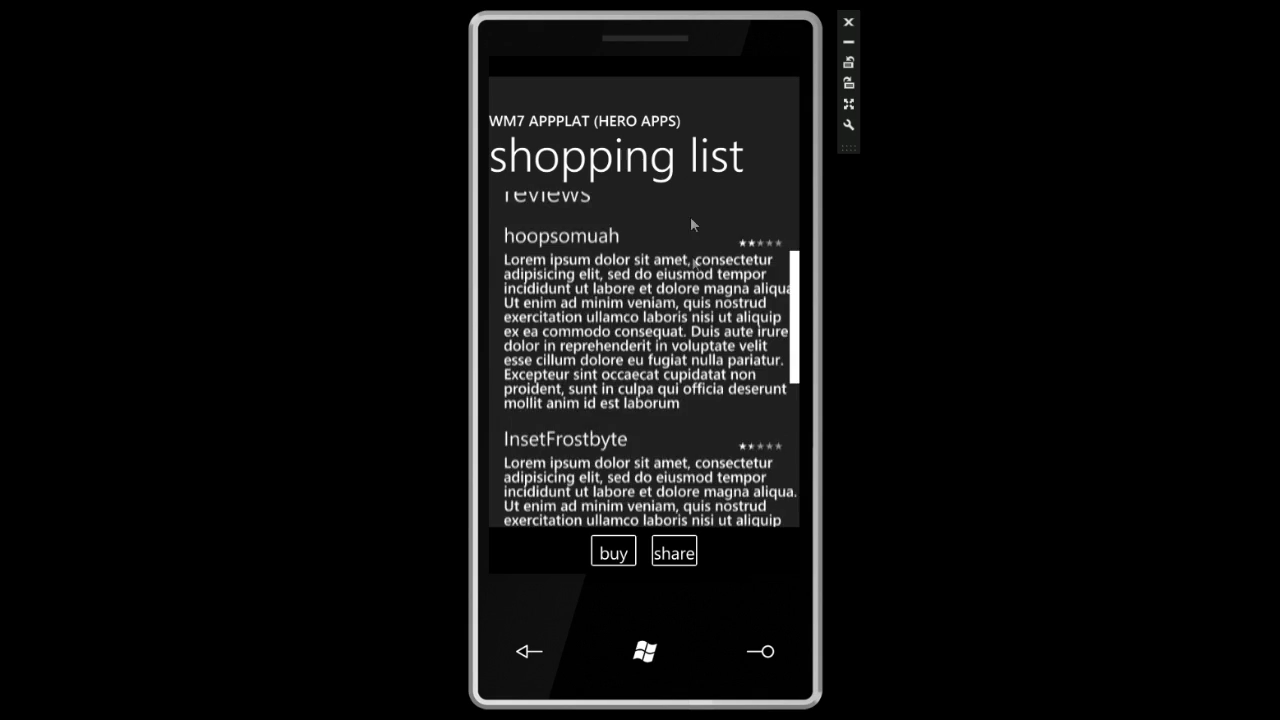 WM7 APPPLAT (HERO APPS)
shopping list
reviews
hoopsomuah
Lorem ipsum dolor sit amet, consectetur
adipisicing elit, sed do eiusmod tempor
incididunt ut labore et dolore magna aliqua
Ut enim ad minim veniam, quis nostrud
exercitation ullamco laboris nisi ut aliquip
ex ea commodo consequat. Duis aute irure
dolor in reprehenderit in voluptate velit
esse cillum dolore eu fugiat nulla pariatur.
Excepteur sint occaecat cupidatat non
proident, sunt in culpa qui officia deserunt
mollit anim id est laborum
InsetFrostbyte
Lorem ipsum dolor sit amet, consectetur
adipisicing elit, sed do eiusmod tempor
incididunt ut labore et dolore magna aliqua.
Ut enim ad minim veniam, quis nostrud
exercitation ullamco laboris nisi ut aliquip
buy share